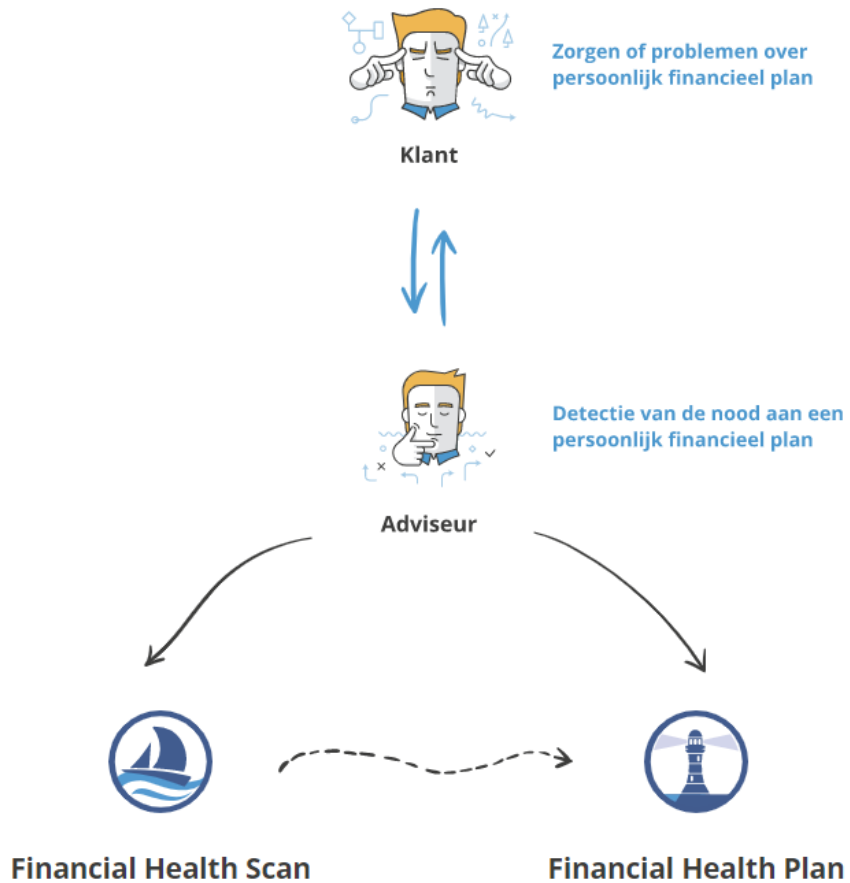 Zorgen of problemen over
persoonlijk financieel plan
Klant
Detectie van de nood aan een
persoonlijk financieel plan
Adviseur
Financial Health Scan
Financial Health Plan